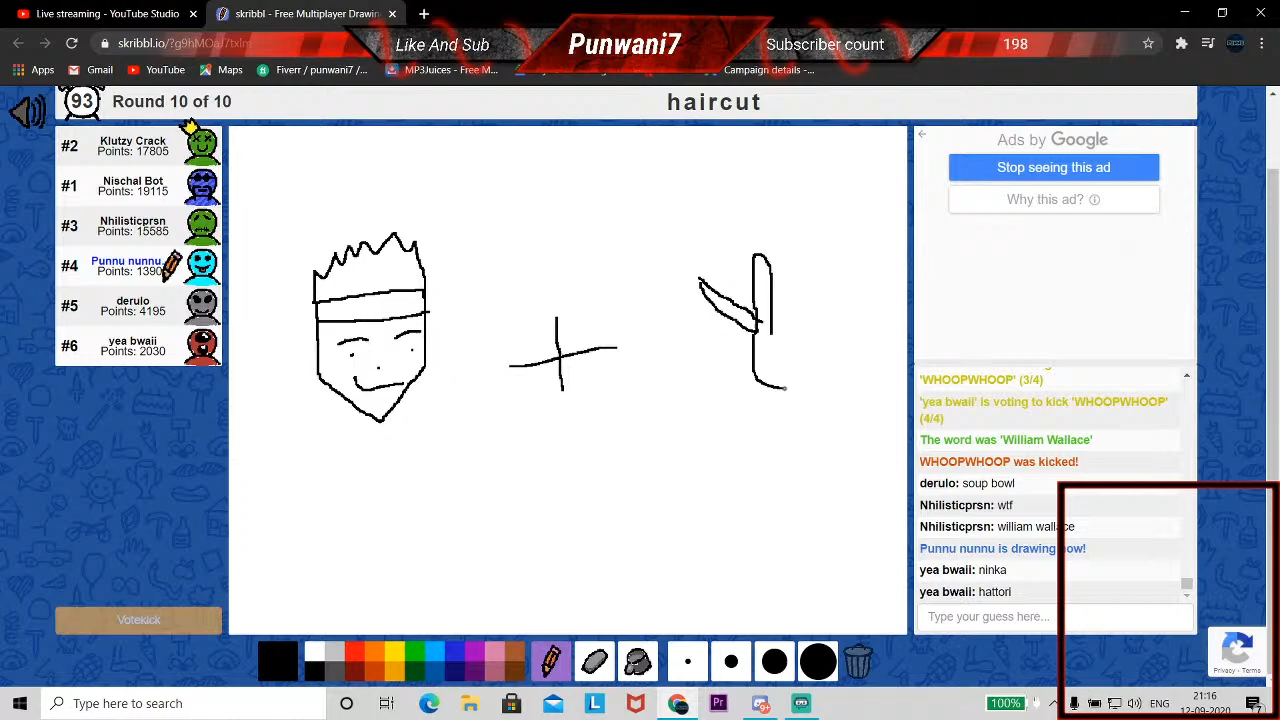 Live streaming - YouTube Studio
skribbl - Free Multiplayer Drawin
skribbl.io/?g9hMOaJ7txlm
Like And Sub
Punwani7
Subscriber count
198
Apps
Gmail
YouTube
Maps
Fiverr / punwani7 /...
MP3Juices - Free M...
Campaign details -...
93
Round 10 of 10
haircut
#2
Klutzy Crack
Points: 17805
#1
Nischal Bot
Points: 19115
#3
Nhilisticprsn
Points: 15585
#4
Punnu nunnu
Points: 1390
#5
derulo
Points: 4195
#6
yea bwaii
Points: 2030
Votekick
Ads by Google
Stop seeing this ad
Why this ad?
'WHOOPWHOOP' (3/4)
'yea bwaii' is voting to kick 'WHOOPWHOOP'
(4/4)
The word was 'William Wallace'
WHOOPWHOOP was kicked!
derulo: soup bowl
Nhilisticprsn: wtf
Nhilisticprsn: william wallace
Punnu nunnu is drawing now!
yea bwaii: ninka
yea bwaii: hattori
Type your guess here...
Privacy - Terms
Type here to search
100%
ENG
21:16
12-09-2020